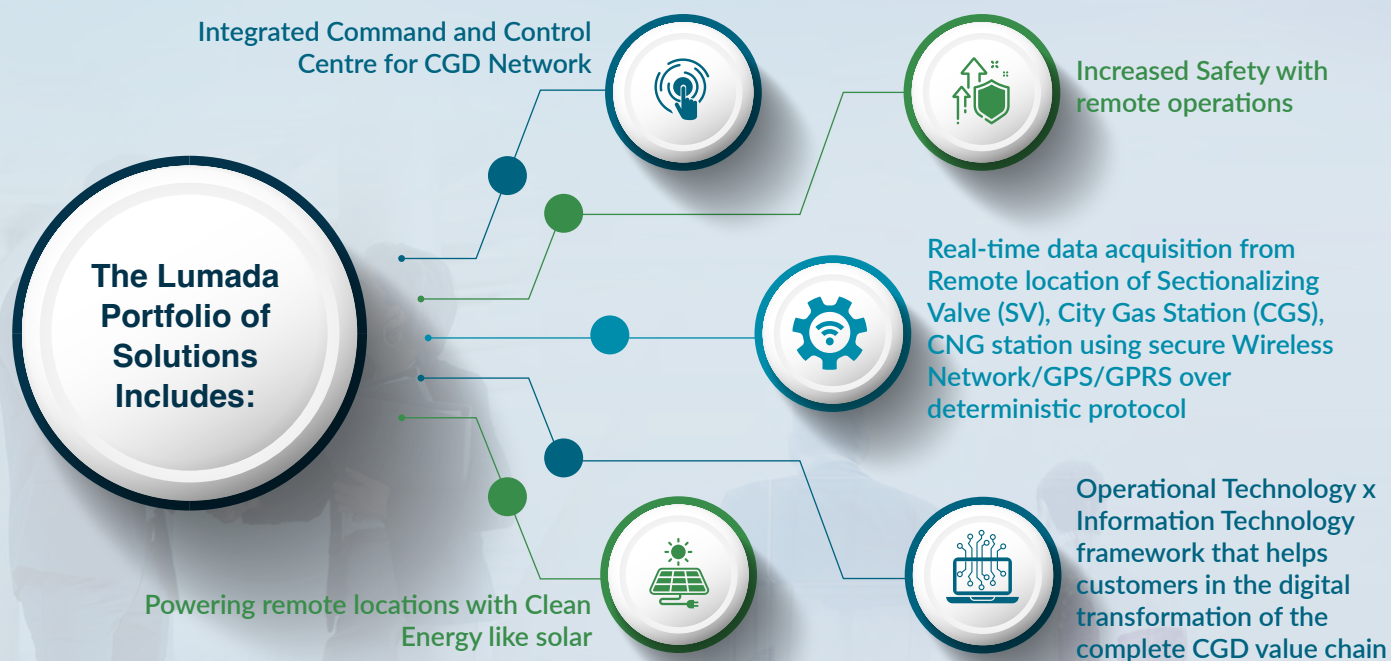 Integrated Command and Control
Centre for CGD Network
Increased Safety with
remote operations
The Lumada
Portfolio of
Solutions
Includes:
Real-time data acquisition from
Remote location of Sectionalizing
Valve (SV), City Gas Station (CGS),
CNG station using secure Wireless
Network/GPS/GPRS over
deterministic protocol
Operational Technology x
Information Technology
framework that helps
customers in the digital
transformation of the
complete CGD value chain
Powering remote locations with Clean
Energy like solar